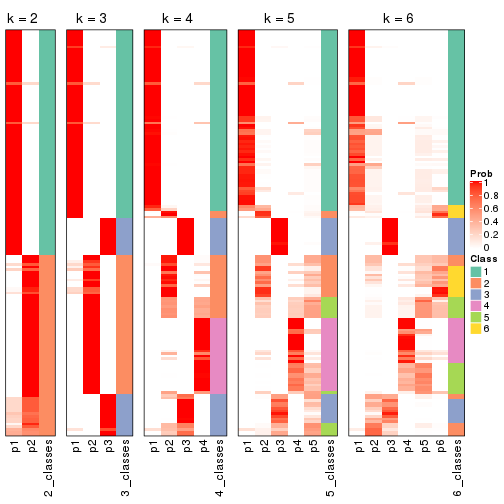 k = 2
k = 3
k = 4
k = 5
k = 6
Prob
1
0.8
0.6
0.4
0.2
0
Class
1
2
3
4
5
6
p1
p2
2_classes
p1
p2
p3
3_classes
p1
p2
p3
p4
4_classes
p1
p2
p3
p4
p5
5_classes
p1
p2
p3
p4
p5
p6
6_classes